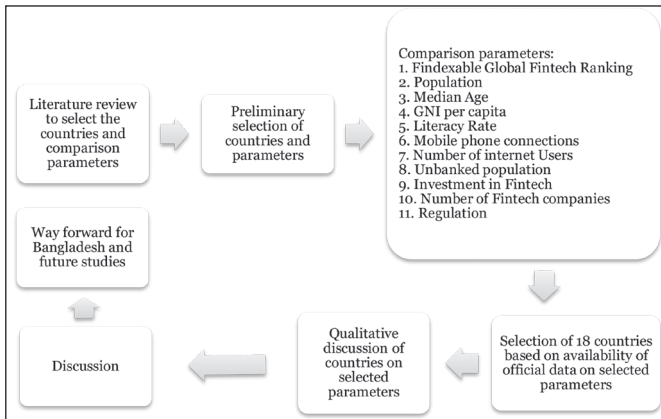 Literature review
to select the
countries and
comparison
parameters
Preliminary
selection of
countries and
parameters
Comparison parameters:
1. Findexable Global Fintech Ranking
2. Population
3. Median Age
4. GNI per capita
5. Literacy Rate
6. Mobile phone connections
7. Number of internet Users
8. Unbanked population
9. Investment in Fintech
10. Number of Fintech companies
11. Regulation
Selection of 18 countries
based on availability of
official data on selected
parameters
Qualitative
discussion of
countries on
selected
parameters
Discussion
Way forward for
Bangladesh and
future studies